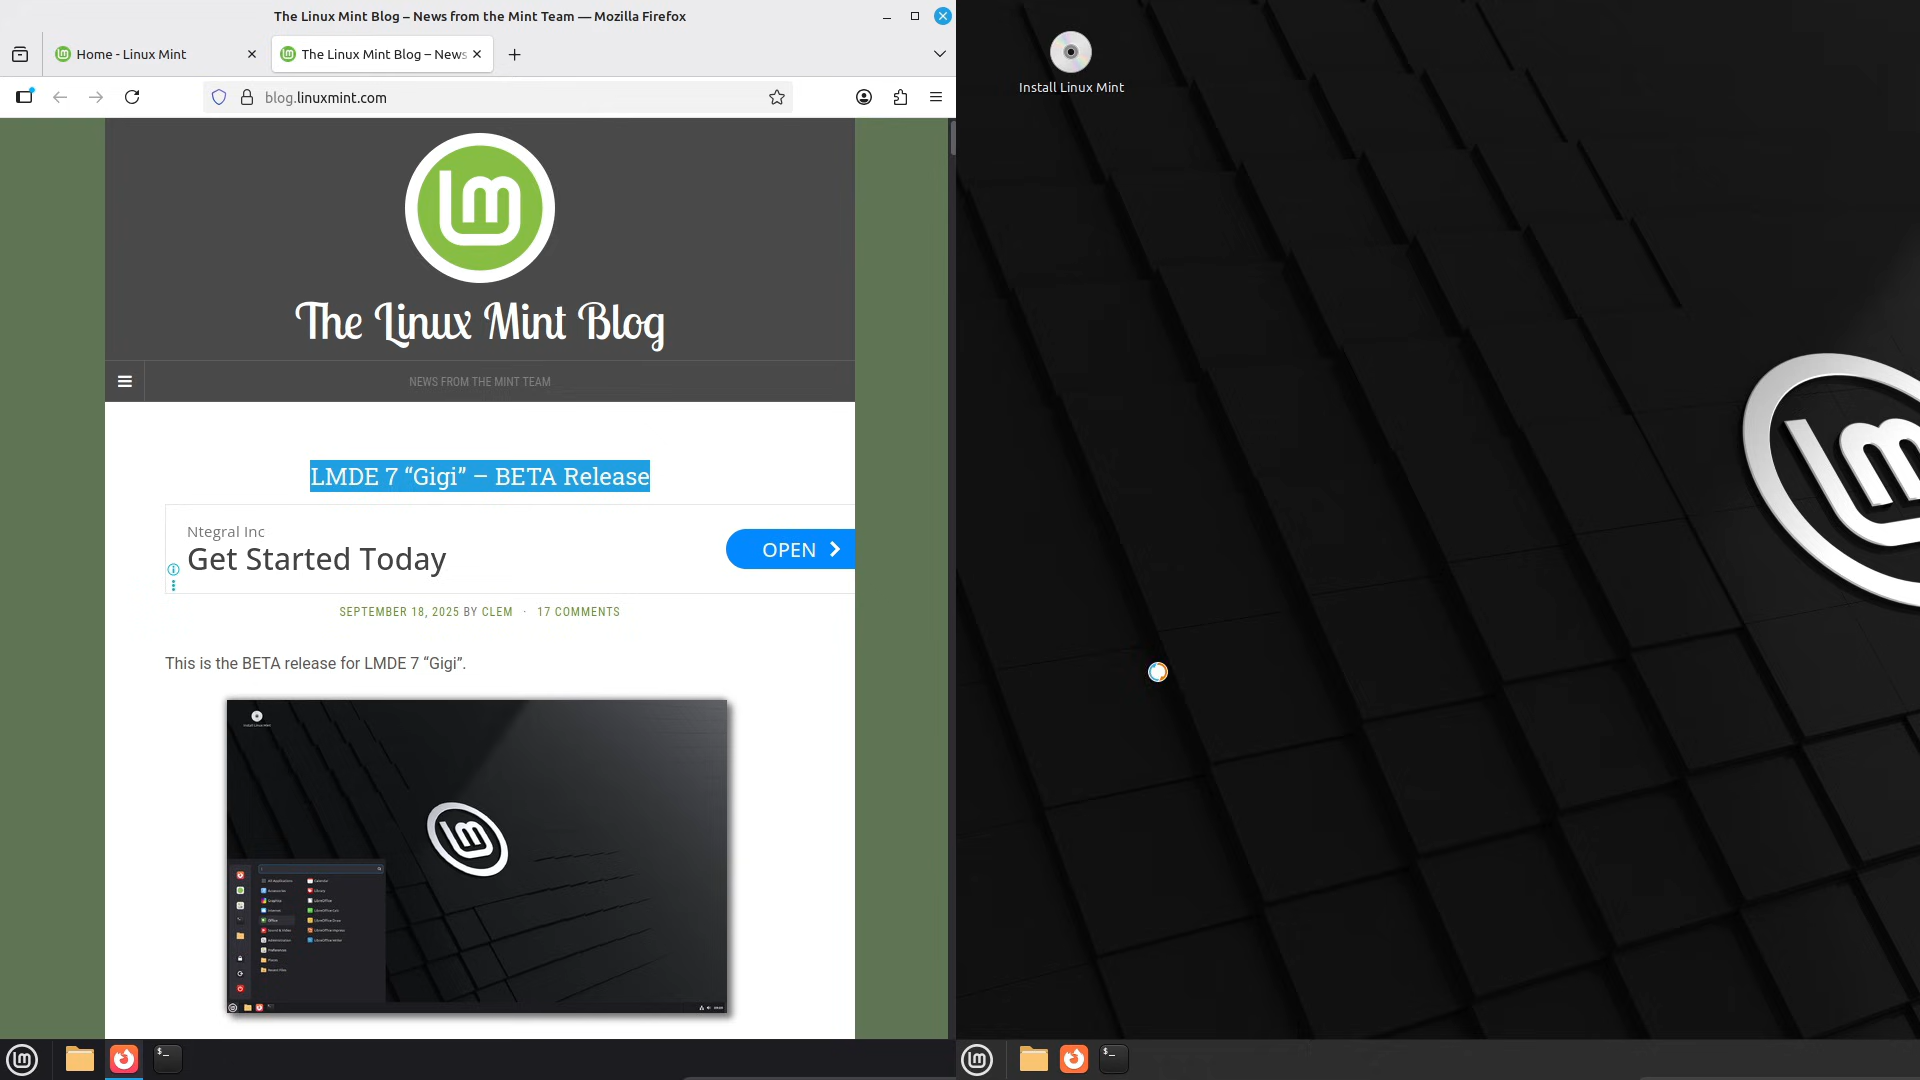 The Linux Mint Blog – News from the Mint Team — Mozilla Firefox
Home - Linux Mint
The Linux Mint Blog – News
blog.linuxmint.com
The Linux Mint Blog
NEWS FROM THE MINT TEAM
LMDE 7 “Gigi” – BETA Release
Ntegral Inc
Get Started Today
OPEN
SEPTEMBER 18, 2025 BY CLEM · 17 COMMENTS
This is the BETA release for LMDE 7 “Gigi”.
Install Linux Mint